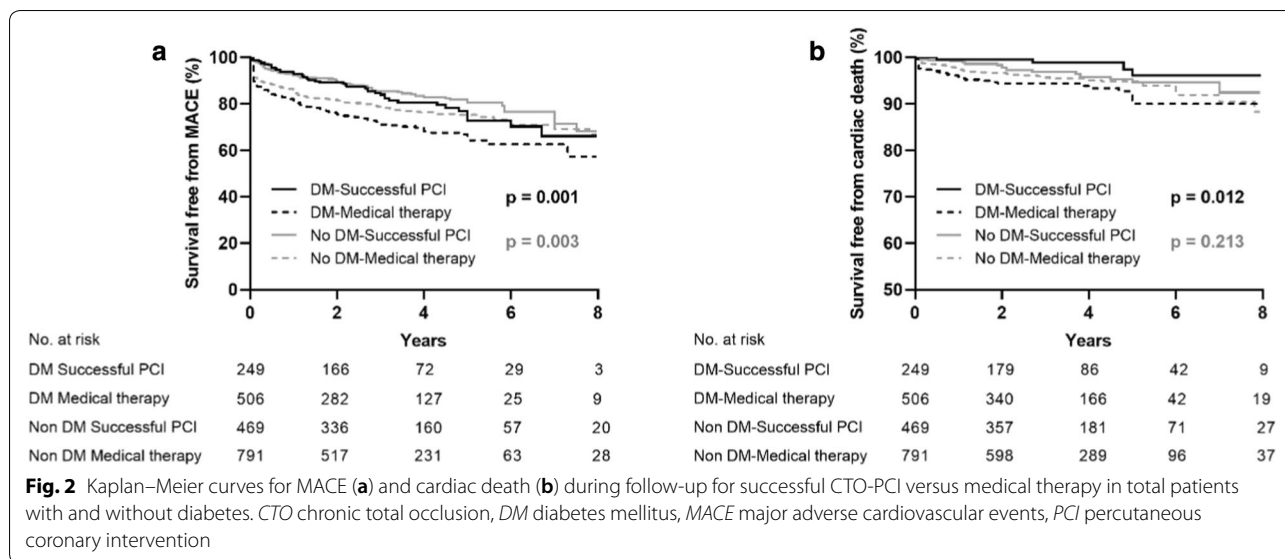 a
Survival free from MACE (%)
100
80
60
40
20
0
DM-Successful PCI
DM-Medical therapy
No DM-Successful PCI
No DM-Medical therapy
p = 0.001
p = 0.003
0 2 4 6 8
Years
No. at risk
DM Successful PCI 249 166 72 29 3
DM Medical therapy 506 282 127 25 9
Non DM Successful PCI 469 336 160 57 20
Non DM Medical therapy 791 517 231 63 28
b
Survival free from cardiac death (%)
100
90
80
70
60
50
DM-Successful PCI
DM-Medical therapy
No DM-Successful PCI
No DM-Medical therapy
p = 0.012
p = 0.213
0 2 4 6 8
Years
No. at risk
DM-Successful PCI 249 179 86 42 9
DM-Medical therapy 506 340 166 42 19
Non DM-Successful PCI 469 357 181 71 27
Non DM-Medical therapy 791 598 289 96 37
Fig. 2 Kaplan–Meier curves for MACE (a) and cardiac death (b) during follow-up for successful CTO-PCI versus medical therapy in total patients
with and without diabetes. CTO chronic total occlusion, DM diabetes mellitus, MACE major adverse cardiovascular events, PCI percutaneous
coronary intervention